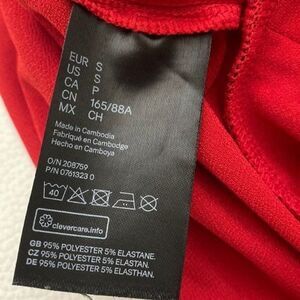 EUR S
US S
CA P
CN 165/88A
MX CH
Made in Cambodia
Fabriqué en Cambodge
Hecho en Camboya
O/N 208759
P/N 0761323 0
40
clevercare.info
GB 95% POLYESTER 5% ELASTANE.
CZ 95% POLYESTER 5% ELASTAN.
DE 95% POLYESTER 5% ELASTHAN.